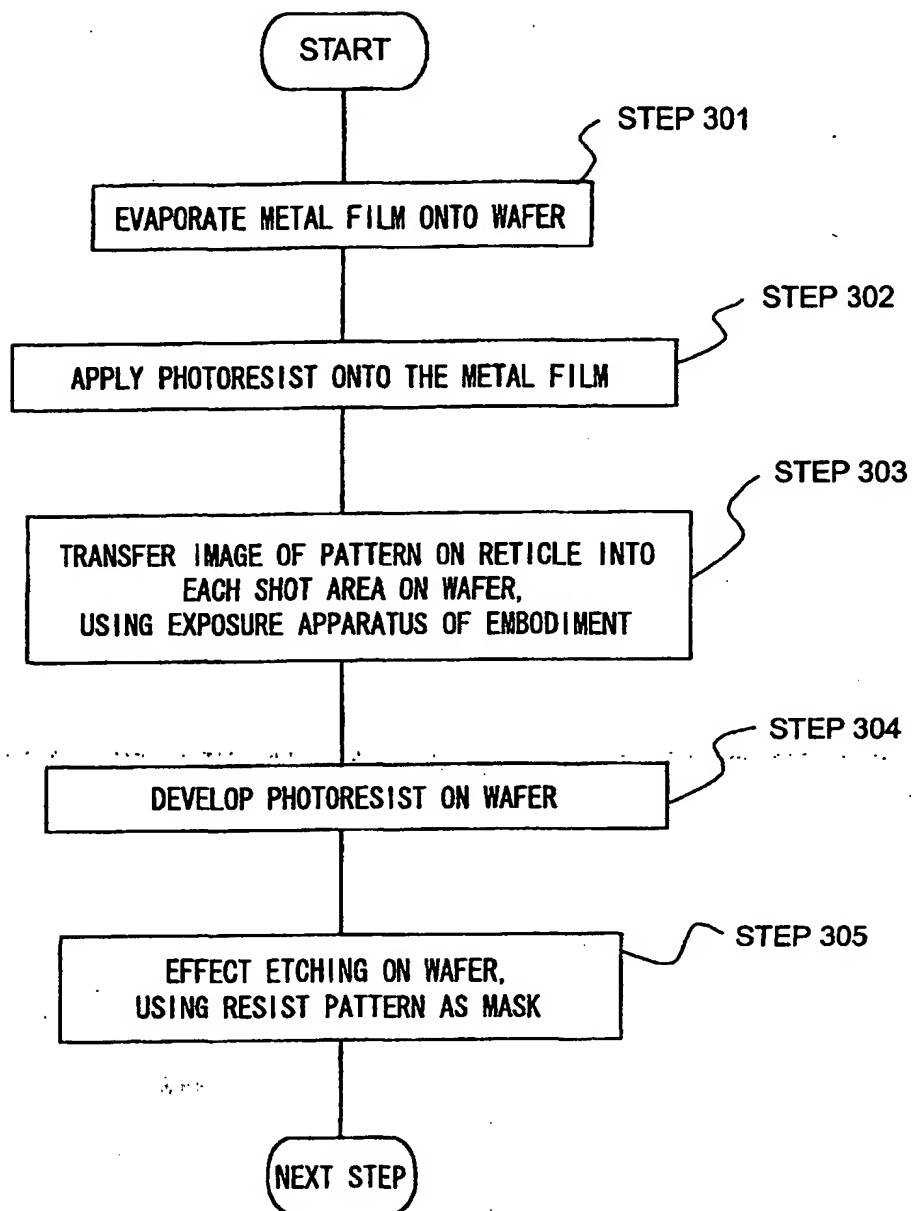 START
STEP 301
EVAPORATE METAL FILM ONTO WAFER
STEP 302
APPLY PHOTORESIST ONTO THE METAL FILM
STEP 303
TRANSFER IMAGE OF PATTERN ON RETICLE INTO
EACH SHOT AREA ON WAFER,
USING EXPOSURE APPARATUS OF EMBODIMENT
STEP 304
DEVELOP PHOTORESIST ON WAFER
STEP 305
EFFECT ETCHING ON WAFER,
USING RESIST PATTERN AS MASK
NEXT STEP